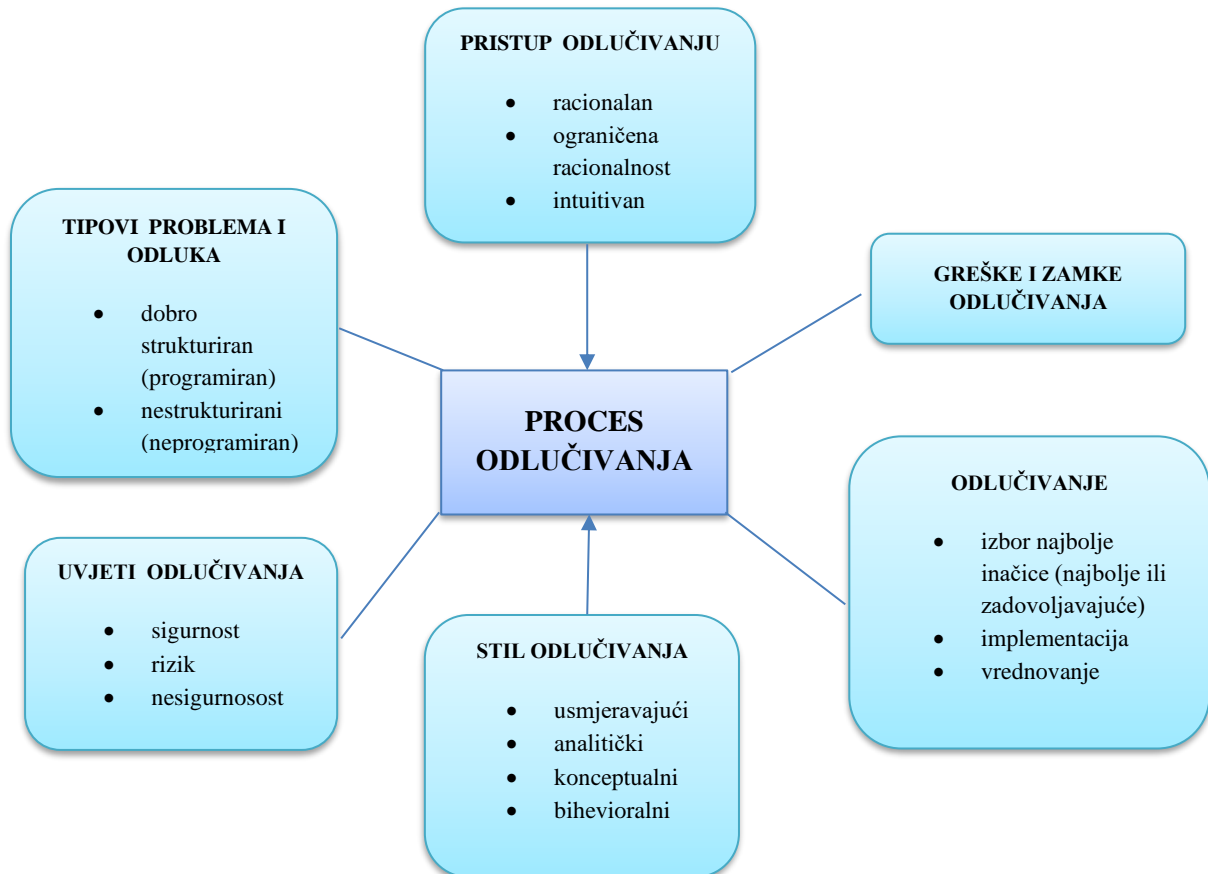 PRISTUP ODLUČIVANJU
• racionalan
• ograničena
racionalnost
• intuitivan
TIPOVI PROBLEMA I
ODLUKA
• dobro
strukturiran
(programiran)
• nestrukturirani
(neprogramiran)
GREŠKE I ZAMKE
ODLUČIVANJA
PROCES
ODLUČIVANJA
ODLUČIVANJE
• izbor najbolje
inačice (najbolje ili
zadovoljavajuće)
• implementacija
• vrednovanje
UVJETI ODLUČIVANJA
• sigurnost
• rizik
• nesigurnosost
STIL ODLUČIVANJA
• usmjeravajući
• analitički
• konceptualni
• bihevioralni